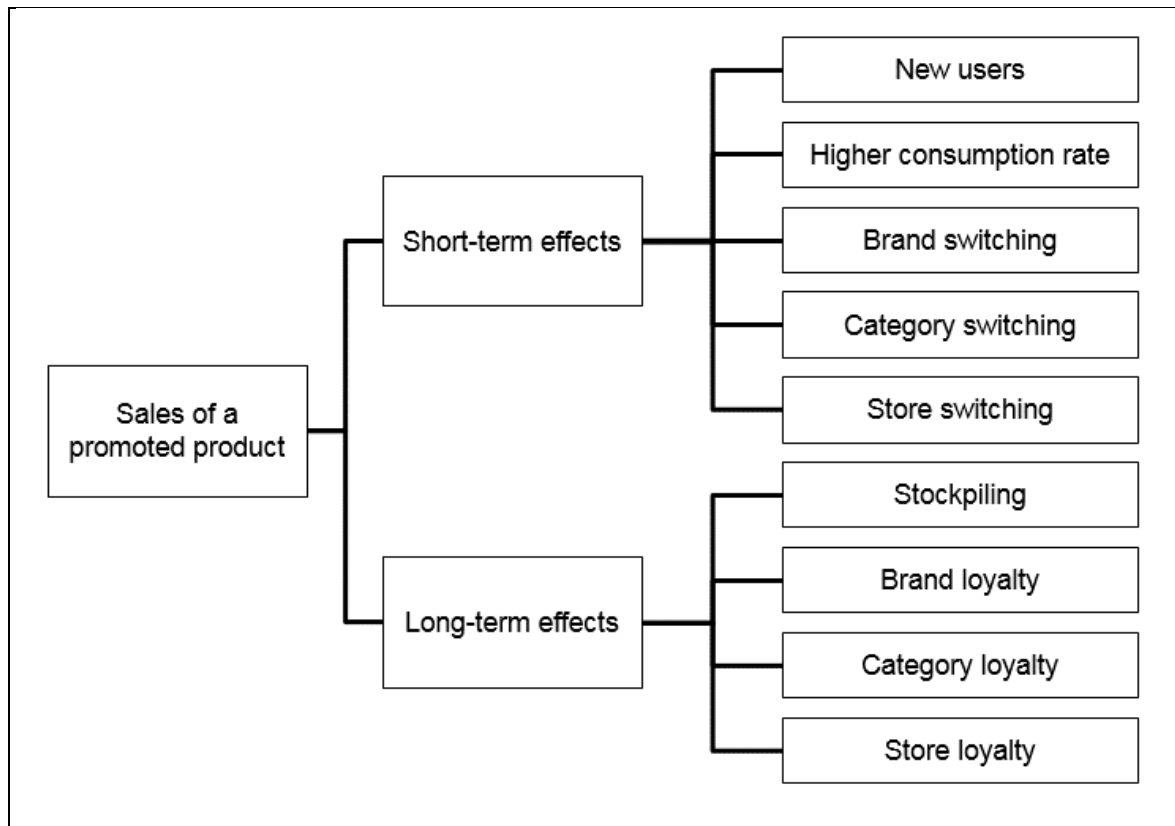 Sales of a
promoted product
Short-term effects
New users
Higher consumption rate
Brand switching
Category switching
Store switching
Long-term effects
Stockpiling
Brand loyalty
Category loyalty
Store loyalty